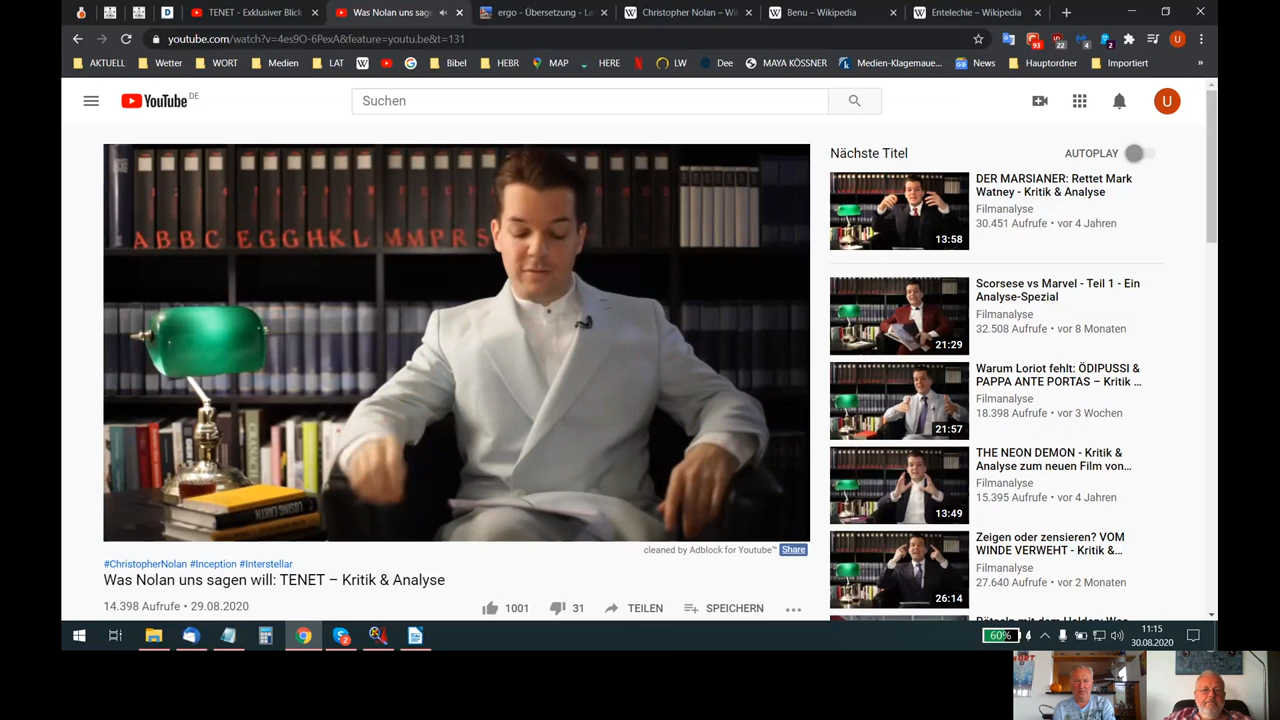 TENET - Exklusiver Blick
Was Nolan uns sage
ergo - Übersetzung - La
Christopher Nolan – Wi
Benu – Wikipedia
Entelechie – Wikipedia
youtube.com/watch?v=4es9O-6PexA&feature=youtu.be&t=131
93
22
4
2
U
AKTUELL
Wetter
WORT
Medien
LAT
Bibel
HEBR
MAP
HERE
LW
Dee
MAYA KÖSSNER
Medien-Klagemaue...
News
Hauptordner
Importiert
»
YouTube DE
Suchen
U
A B B C E G G H K L M M P R S
LOSING EARTH
cleaned by Adblock for Youtube™ Share
#ChristopherNolan #Inception #Interstellar
Was Nolan uns sagen will: TENET – Kritik & Analyse
14.398 Aufrufe • 29.08.2020
1001
31
TEILEN
SPEICHERN
Nächste Titel
AUTOPLAY
DER MARSIANER: Rettet Mark
Watney - Kritik & Analyse
Filmanalyse
30.451 Aufrufe • vor 4 Jahren
13:58
Scorsese vs Marvel - Teil 1 - Ein
Analyse-Spezial
Filmanalyse
32.508 Aufrufe • vor 8 Monaten
21:29
Warum Loriot fehlt: ÖDIPUSSI &
PAPPA ANTE PORTAS – Kritik ...
Filmanalyse
18.398 Aufrufe • vor 3 Wochen
21:57
THE NEON DEMON - Kritik &
Analyse zum neuen Film von...
Filmanalyse
15.395 Aufrufe • vor 4 Jahren
13:49
Zeigen oder zensieren? VOM
WINDE VERWEHT - Kritik &...
Filmanalyse
27.640 Aufrufe • vor 2 Monaten
26:14
2
60%
11:15
30.08.2020